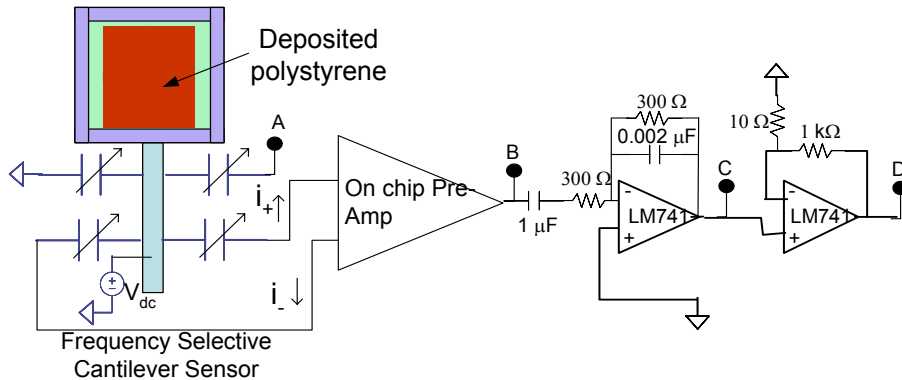 Deposited
polystyrene
A
i+
i-
Vdc
On chip Pre-
Amp
B
1 μF
300 Ω
300 Ω
0.002 μF
-
LM741
+
C
10 Ω
1 kΩ
-
LM741
+
D
Frequency Selective
Cantilever Sensor